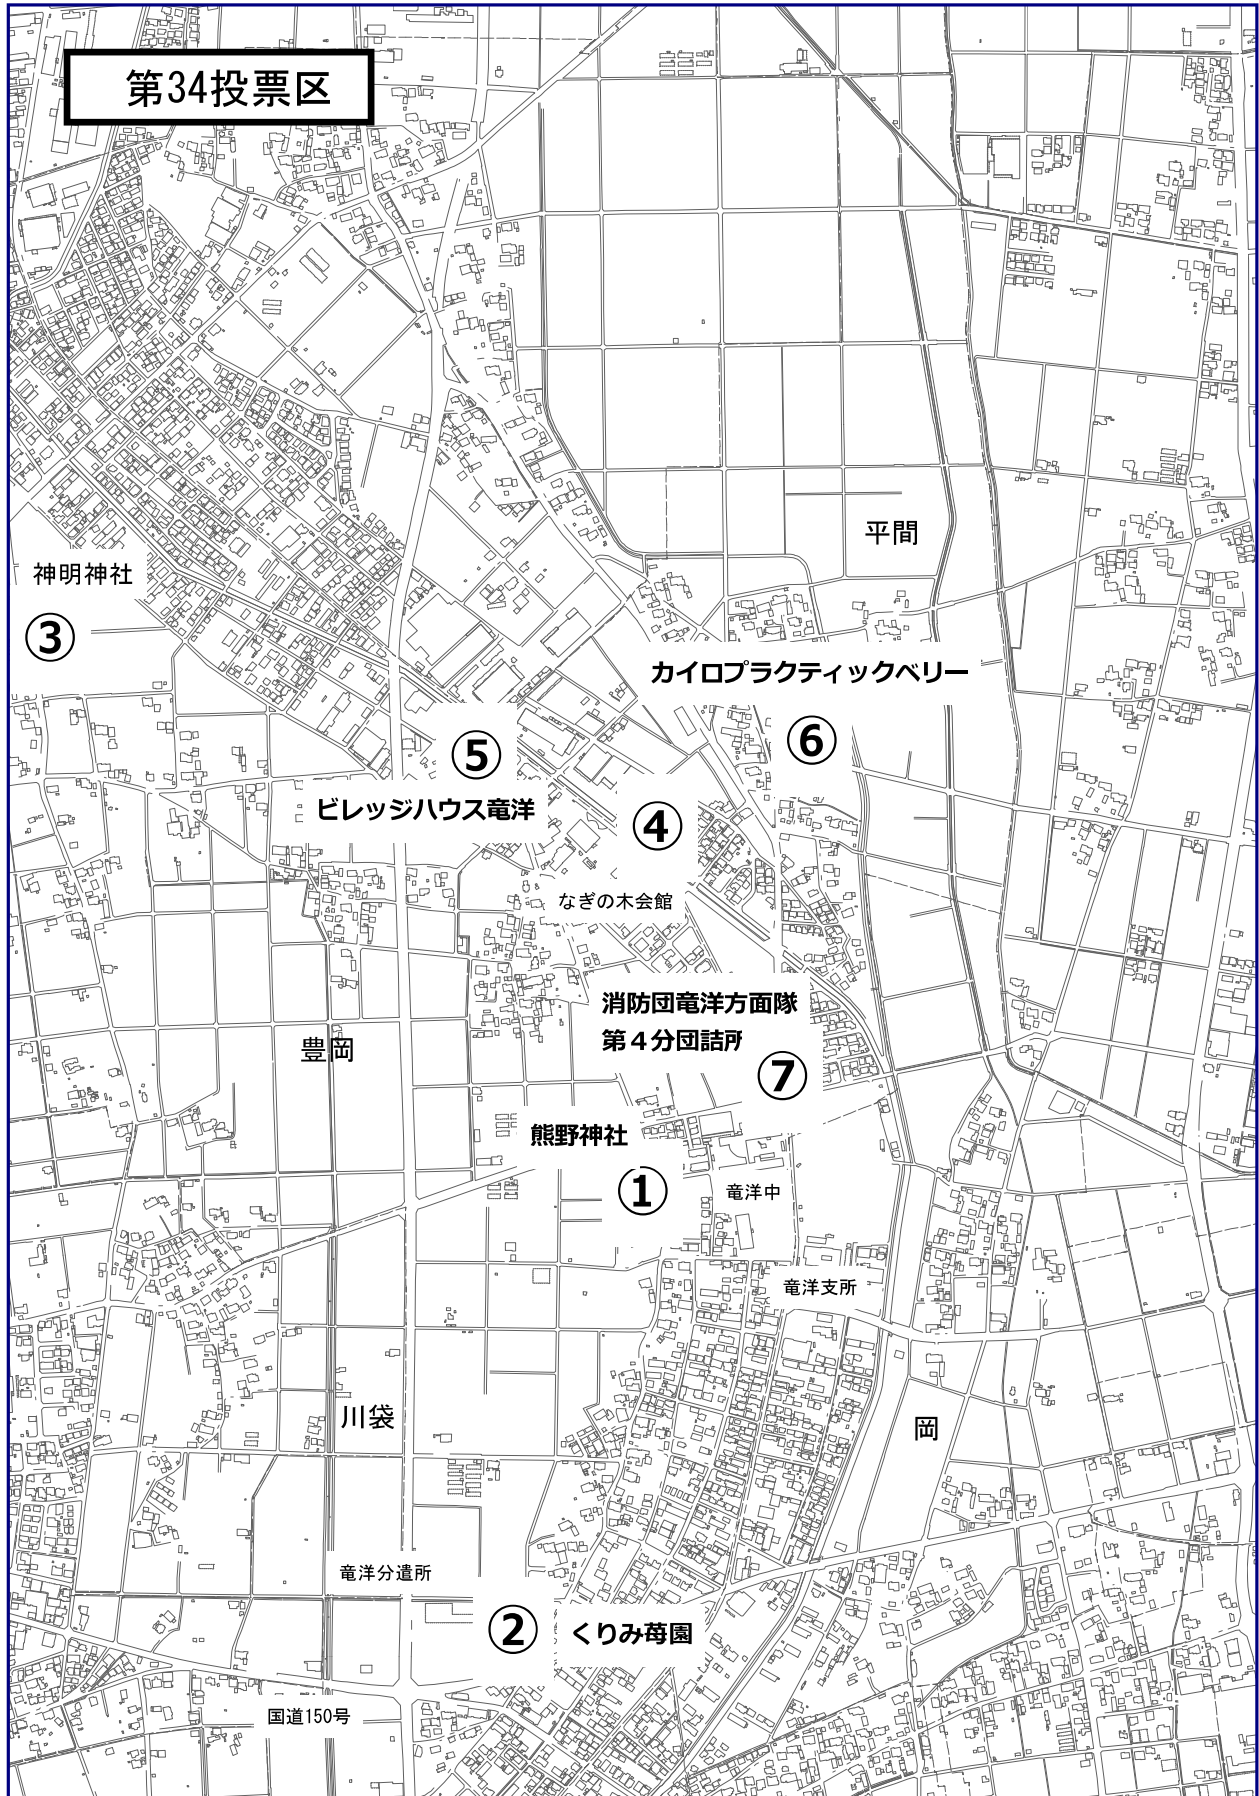 第34投票区
平間
神明神社
③
カイロプラクティックベリー
⑥
⑤
ビレッジハウス竜洋
④
なぎの木会館
消防団竜洋方面隊
第４分団詰所
豊岡
⑦
熊野神社
①
竜洋中
竜洋支所
川袋
岡
竜洋分遣所
②
くりみ苺園
国道150号